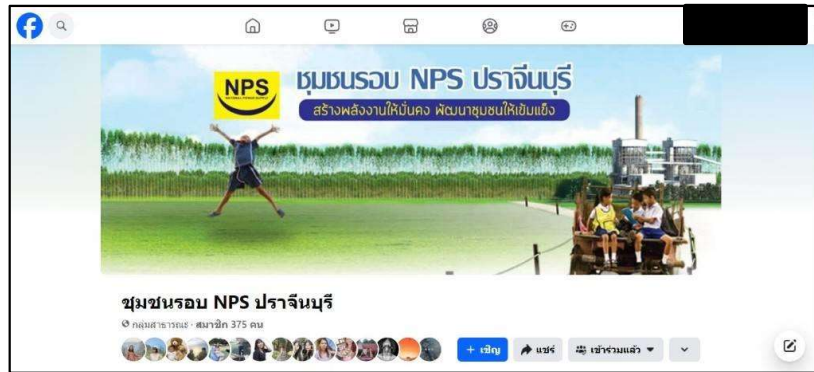 NPS
ชุมชนรอบ NPS ปราจีนบุรี
สร้างพลังงานให้มั่นคง พัฒนาชุมชนให้เข้มแข็ง
ชุมชนรอบ NPS ปราจีนบุรี
กลุ่มสาธารณะ · สมาชิก 375 คน
+ เชิญ แชร์ เข้าร่วมแล้ว